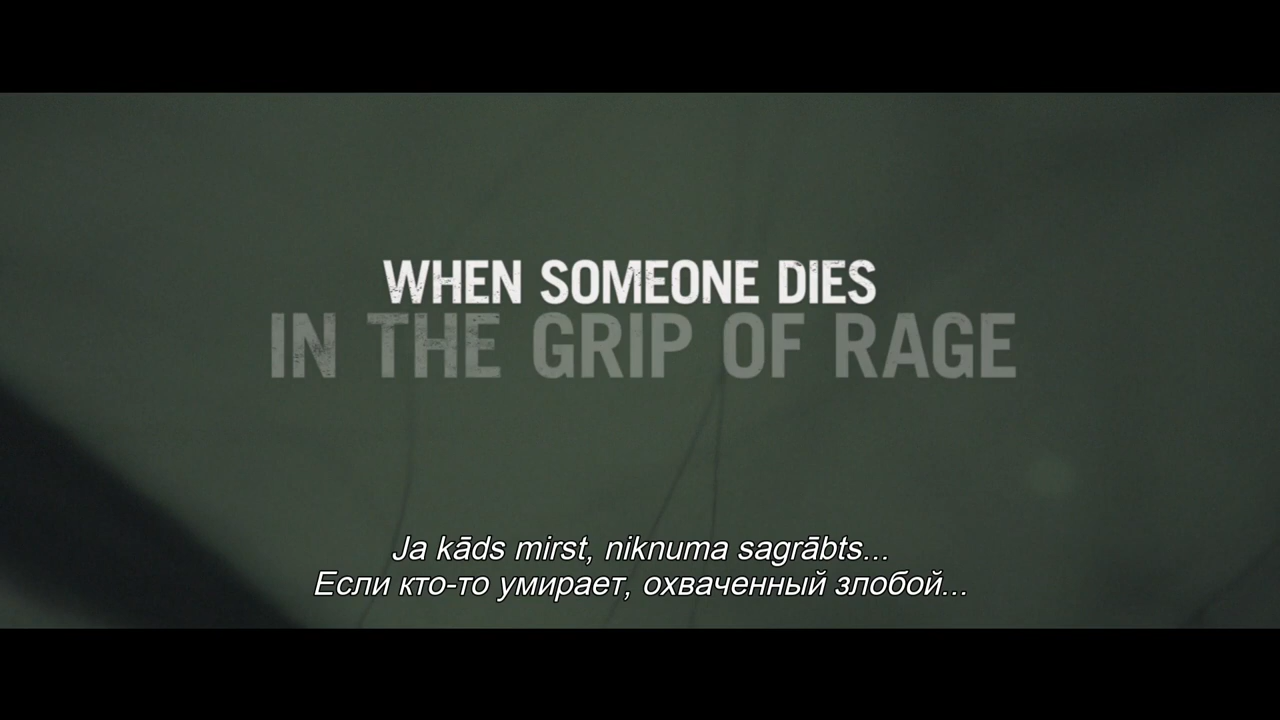 WHEN SOMEONE DIES
IN THE GRIP OF RAGE
Ja kāds mirst, niknuma sagrābts...
Если кто-то умирает, охваченный злобой...